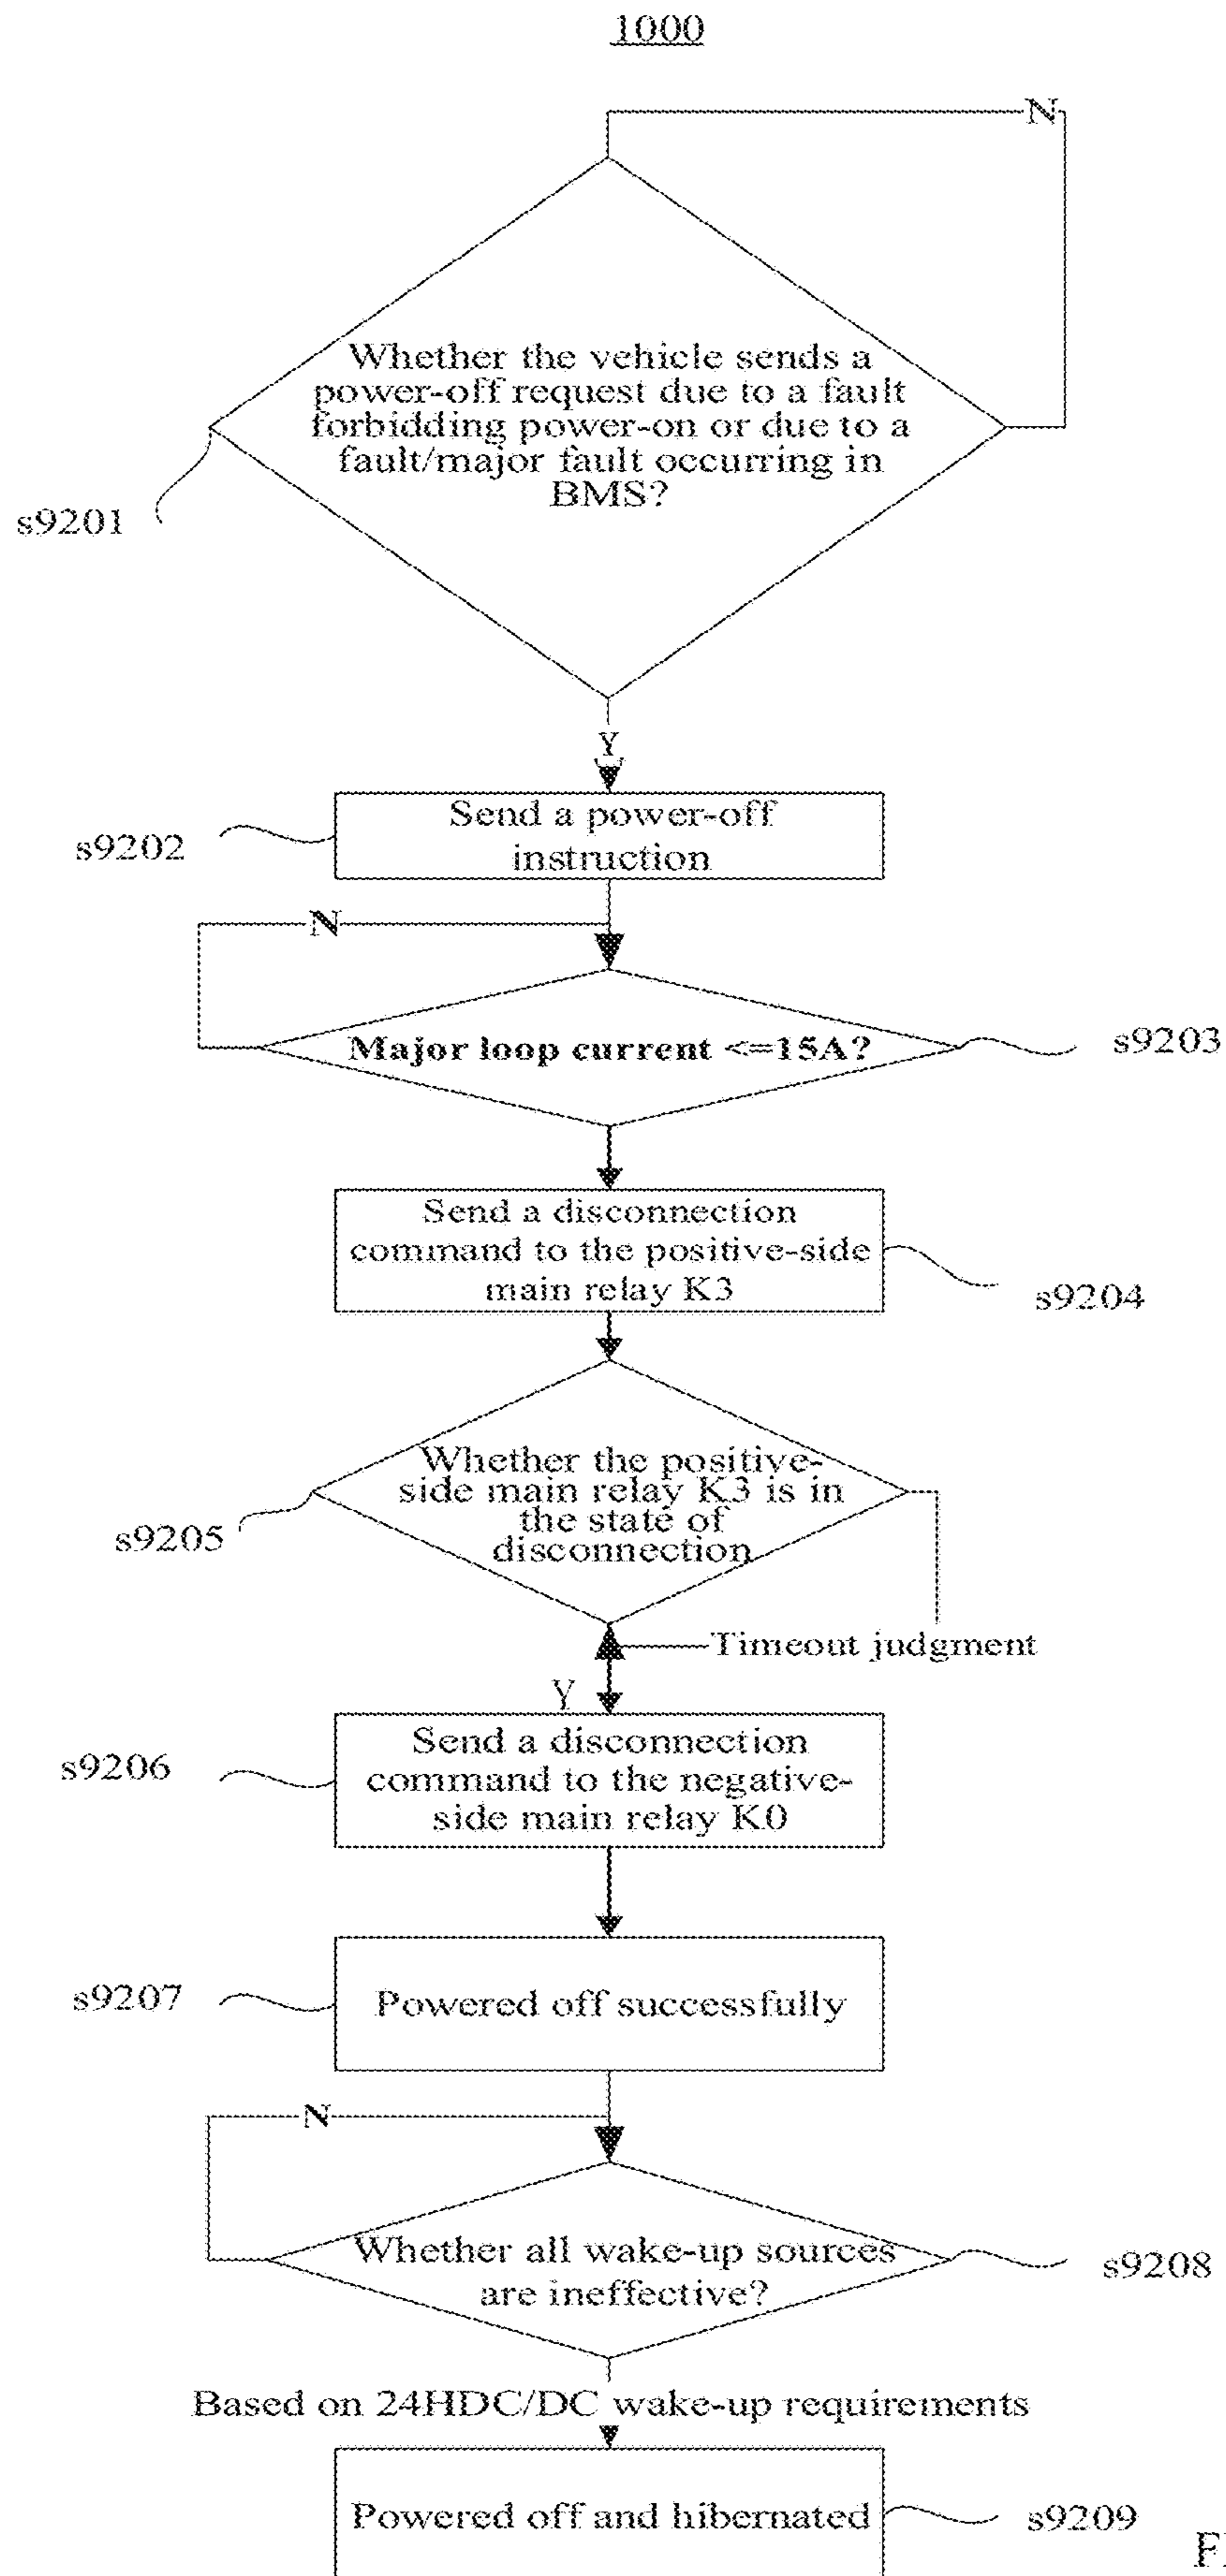 1000
N
Whether the vehicle sends a
power-off request due to a fault
forbidding power-on or due to a
fault/major fault occurring in
BMS?
s9201
Y
Send a power-off
instruction
s9202
N
Major loop current <=15A?
s9203
Send a disconnection
command to the positive-side
main relay K3
s9204
Whether the positive-
side main relay K3 is in
the state of
disconnection
s9205
Timeout judgment
Y
Send a disconnection
command to the negative-
side main relay K0
s9206
Powered off successfully
s9207
N
Whether all wake-up sources
are ineffective?
s9208
Based on 24HDC/DC wake-up requirements
Powered off and hibernated
s9209